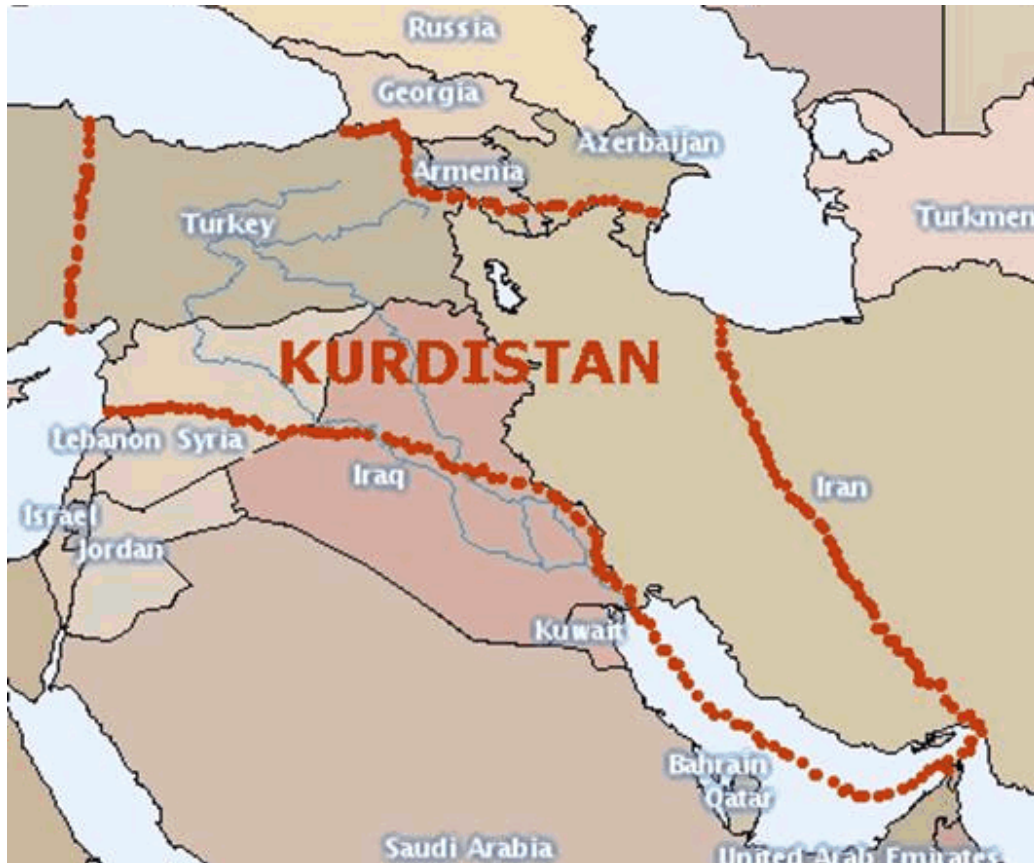 Russia
Georgia
Azerbaijan
Armenia
Turkey
Turkmen
KURDISTAN
Lebanon Syria
Iraq
Iran
Israel
Jordan
Kuwait
Bahrain
Qatar
Saudi Arabia
United Arab Emirates